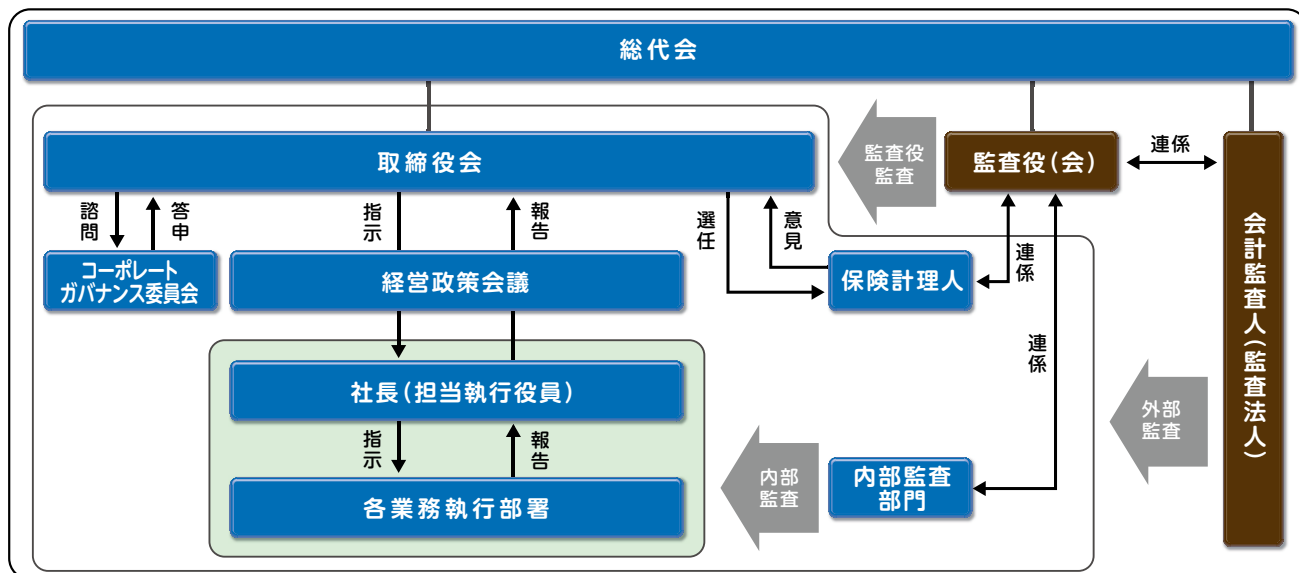 総代会
取締役会
監査役
監査
監査役(会)
連係
諮問
答申
指示
報告
選任
意見
連係
コーポレート
ガバナンス委員会
経営政策会議
保険計理人
会計監査人(監査法人)
連係
社長(担当執行役員)
外部
監査
指示
報告
内部
監査
内部監査
部門
各業務執行部署